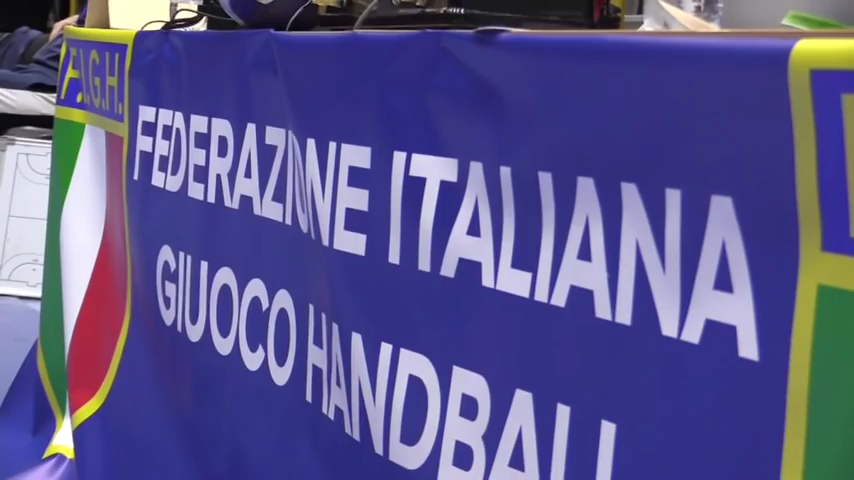 F.I.G.H.
FEDERAZIONE ITALIANA
GIUOCO HANDBALL